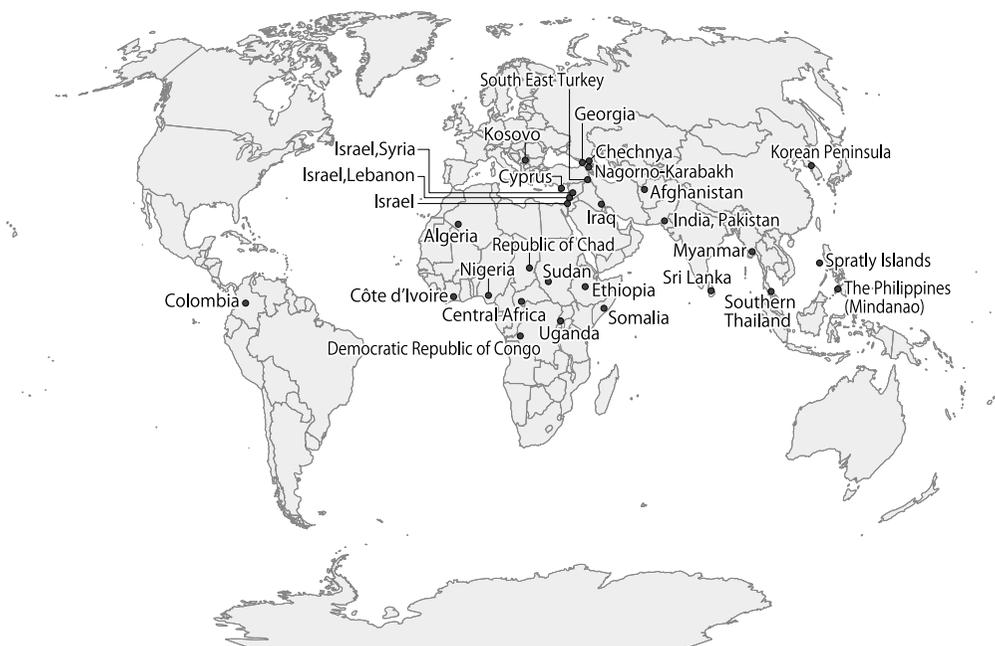 South East Turkey
Georgia
Kosovo
Israel,Syria
Chechnya
Korean Peninsula
Israel,Lebanon
Cyprus
Nagorno-Karabakh
Israel
Afghanistan
Iraq
India, Pakistan
Algeria
Republic of Chad
Myanmar
Spratly Islands
Nigeria
Sudan
Sri Lanka
Ethiopia
The Philippines
(Mindanao)
Colombia
Côte d’Ivoire
Southern
Thailand
Central Africa
Somalia
Uganda
Democratic Republic of Congo